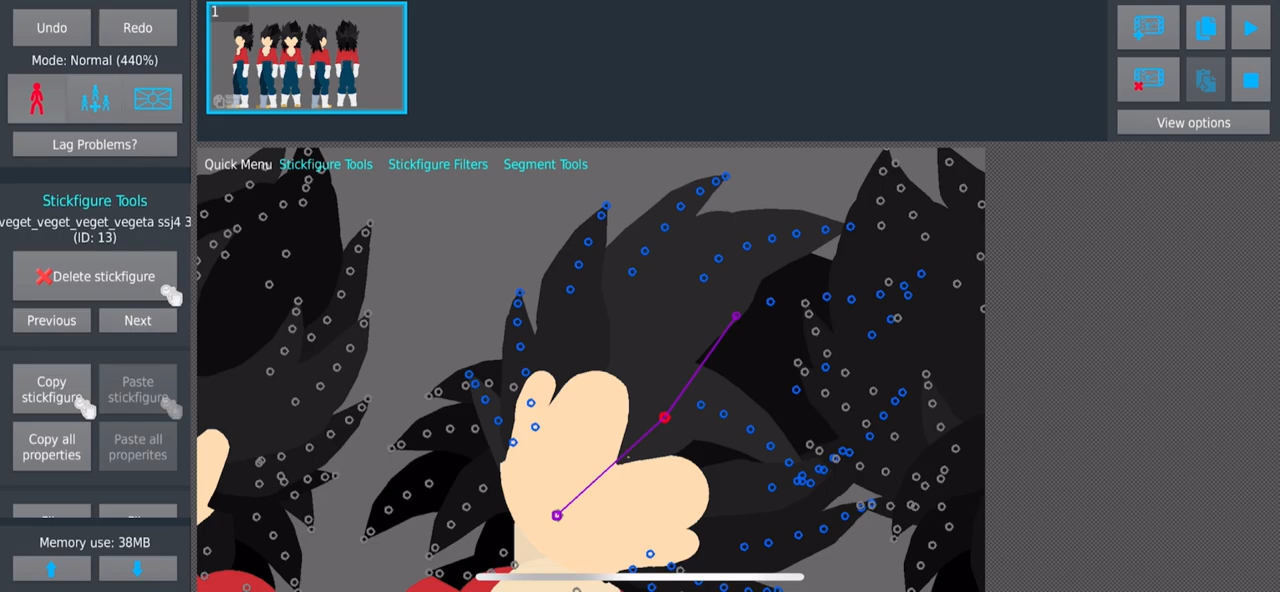 Undo
Redo
1
Mode: Normal (440%)
Lag Problems?
View options
Quick Menu
Stickfigure Tools
Stickfigure Filters
Segment Tools
Stickfigure Tools
veget_veget_veget_vegeta ssj4 3
(ID: 13)
Delete stickfigure
Previous
Next
Copy
stickfigure
Paste
stickfigure
Copy all
properties
Paste all
properites
Memory use: 38MB